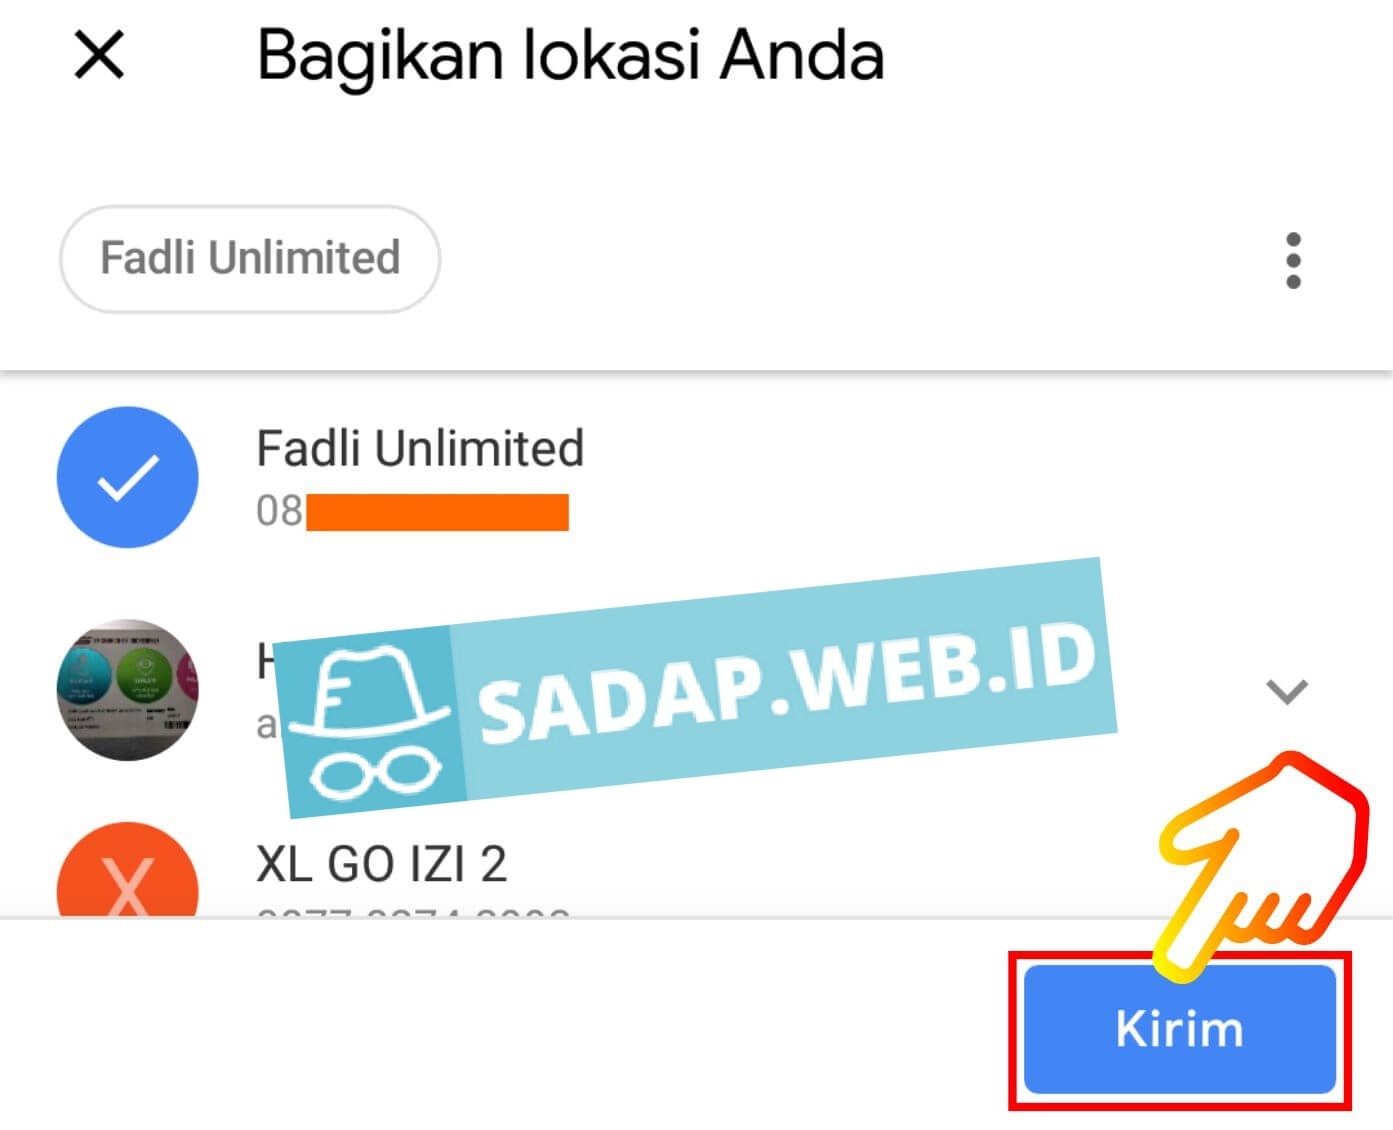 Bagikan lokasi Anda
Fadli Unlimited
Fadli Unlimited
08
SADAP.WEB.ID
XL GO IZI 2
Kirim